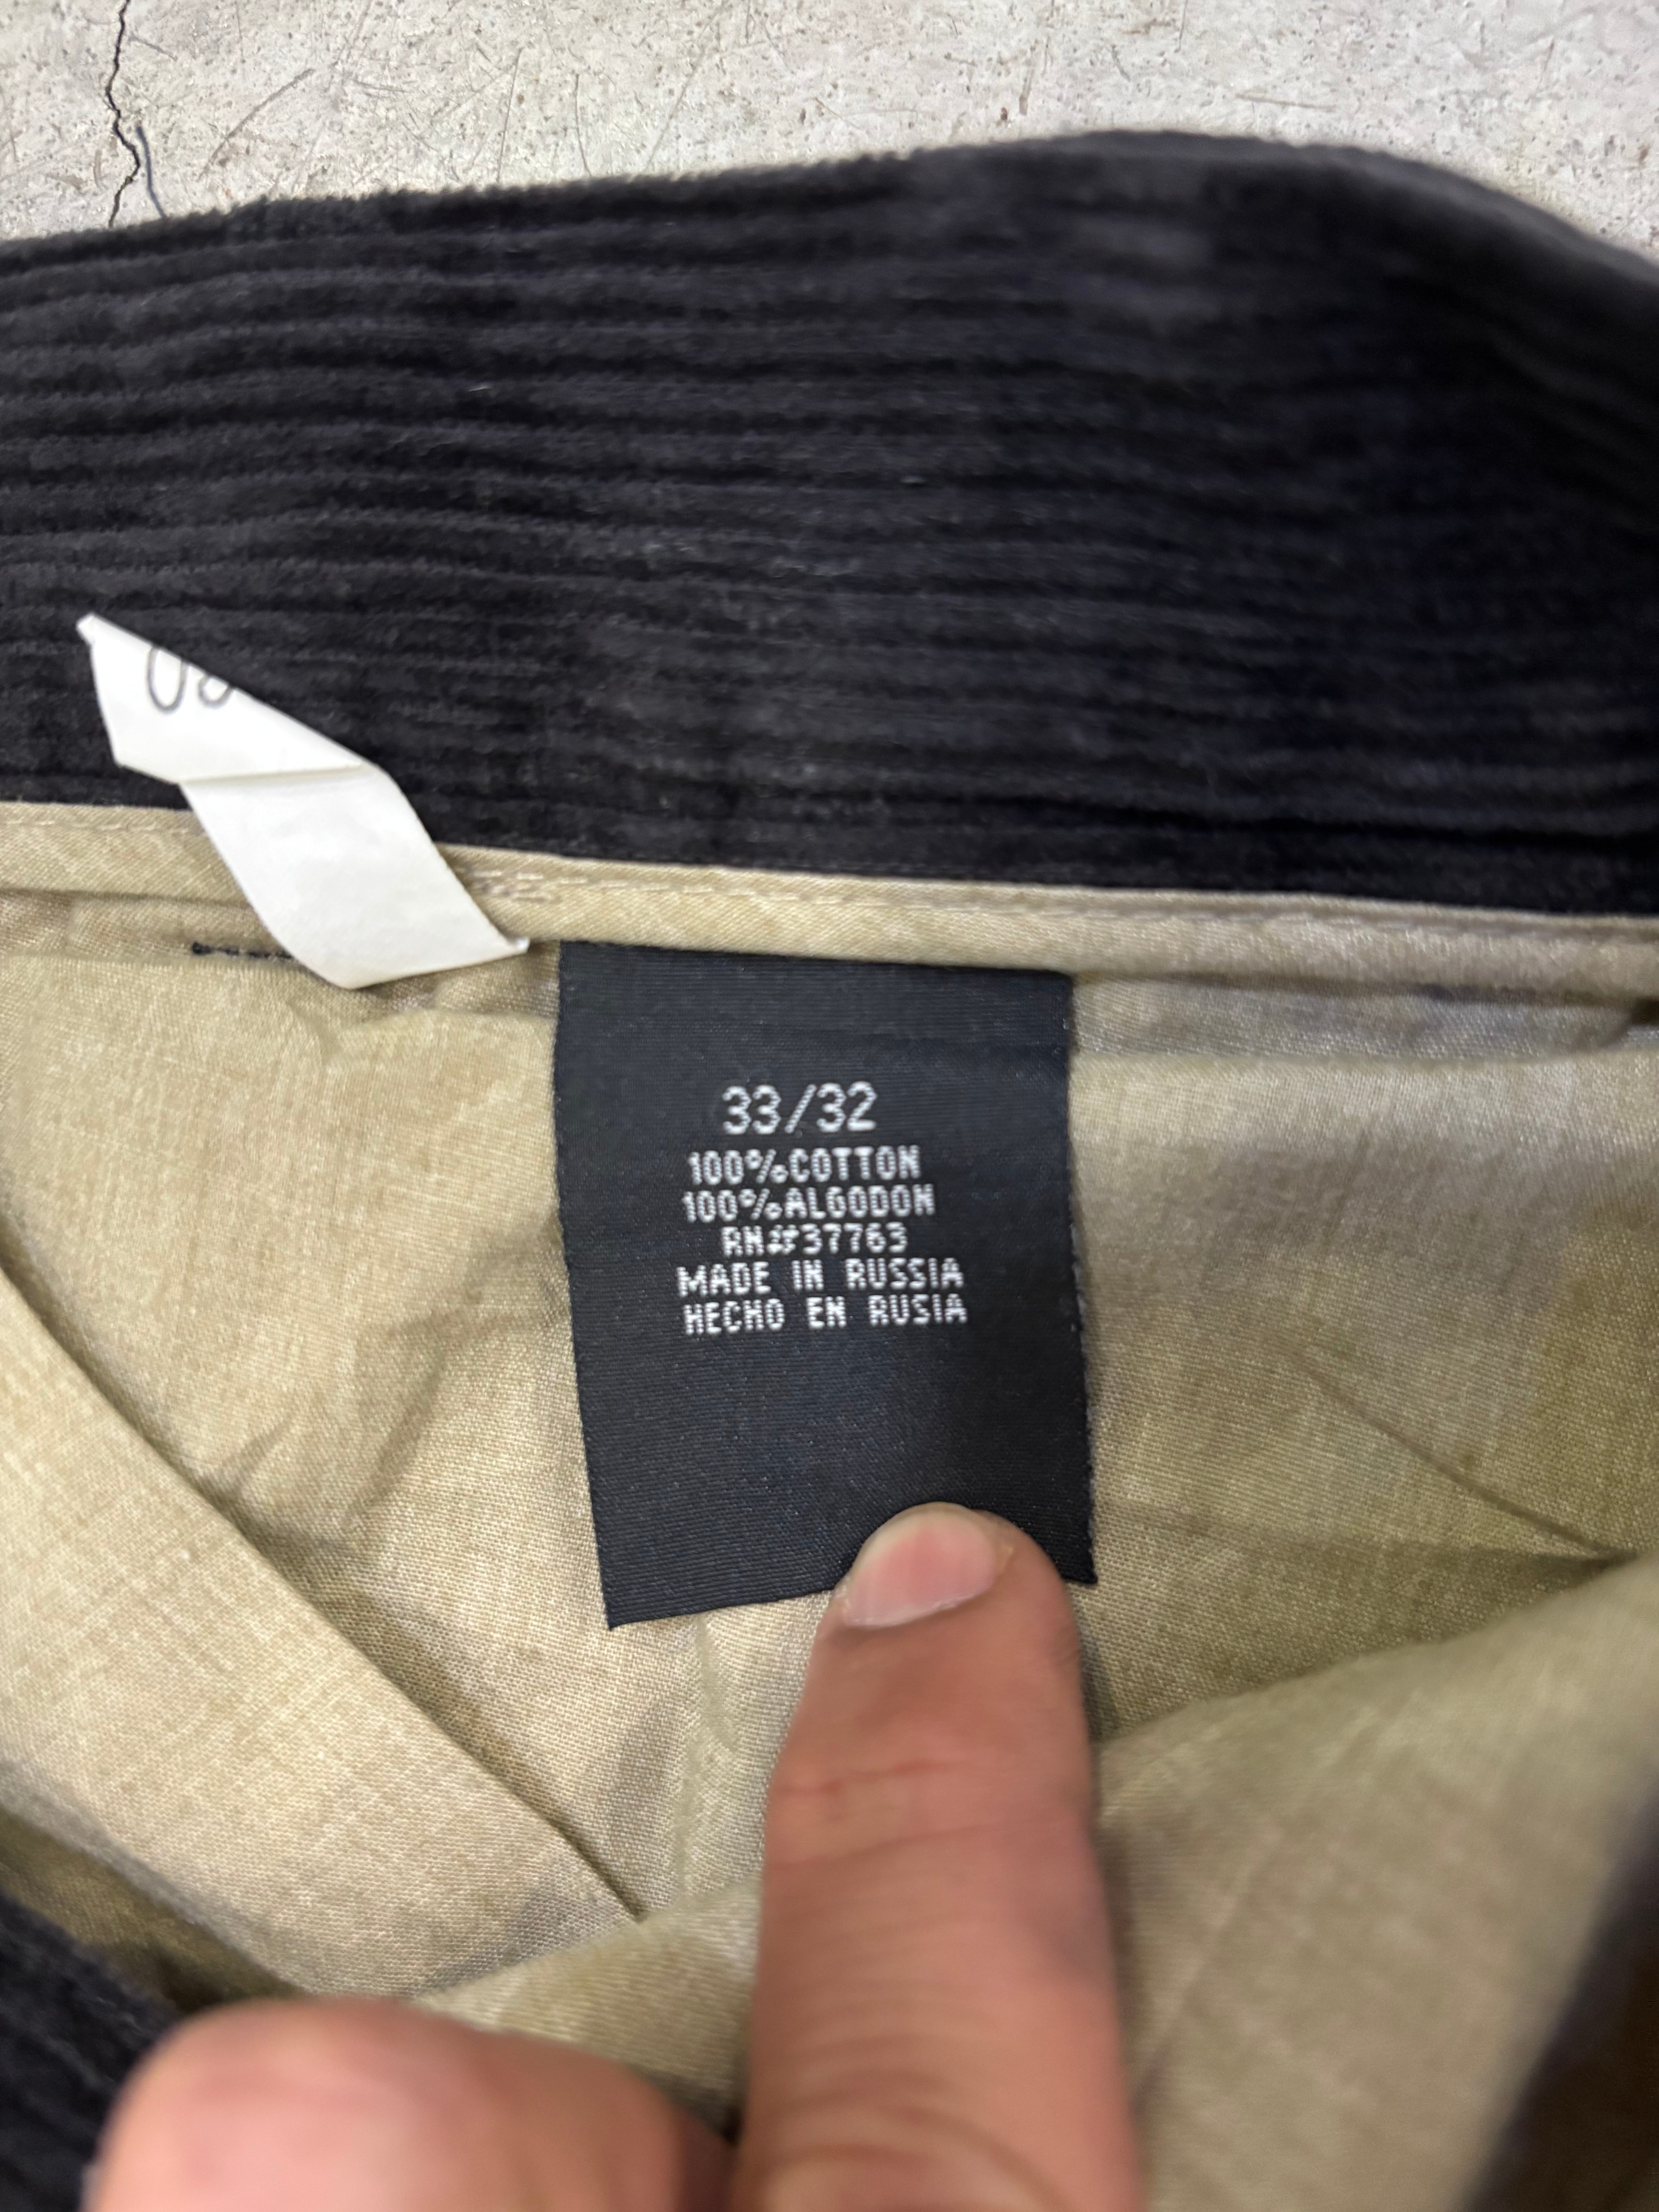 33/32
100%COTTON
100%ALGODON
RN#37763
MADE IN RUSSIA
HECHO EN RUSIA